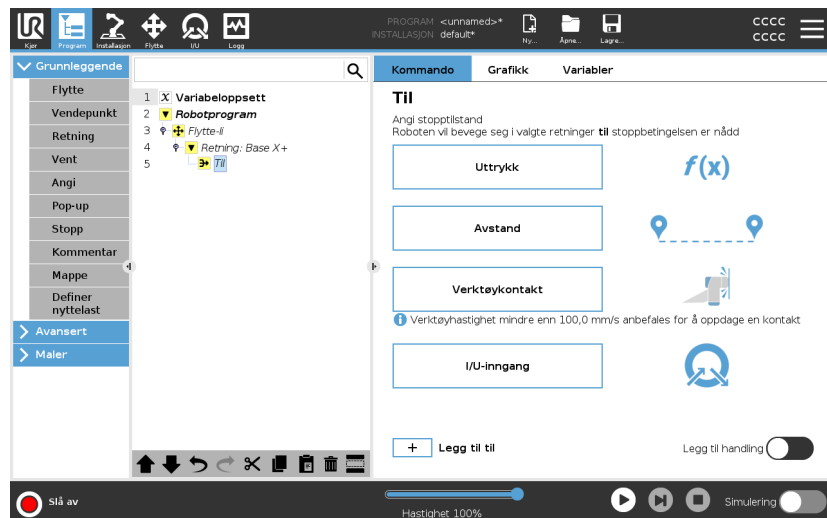 PROGRAM <unnamed>*
INSTALLASJON default*
cccc
cccc
Kjør
Program
Installasjon
Flytte
I/U
Logg
Ny...
Åpne...
Lagre...
Grunnleggende
Flytte
Vendepunkt
Retning
Vent
Angi
Pop-up
Stopp
Kommentar
Mappe
Definer
nyttelast
Avansert
Maler
1 X Variabeloppsett
2 Robotprogram
3 Flytte-li
4 Retning: Base X+
5 Til
Kommando Grafikk Variabler
Til
Angi stopptilstand
Roboten vil bevege seg i valgte retninger til stoppbetingelsen er nådd
Uttrykk
f(x)
Avstand
Verktøykontakt
Verktøyhastighet mindre enn 100,0 mm/s anbefales for å oppdage en kontakt
I/U-inngang
+ Legg til til
Legg til handling
Slå av
Hastighet 100%
Simulering